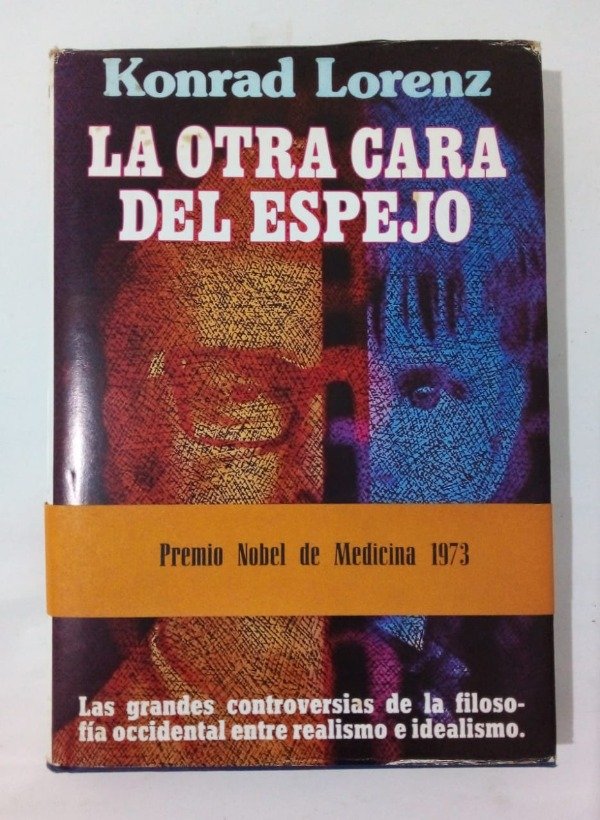 Konrad Lorenz
LA OTRA CARA
DEL ESPEJO
Premio Nobel de Medicina 1973
Las grandes controversias de la filoso-
fía occidental entre realismo e idealismo.